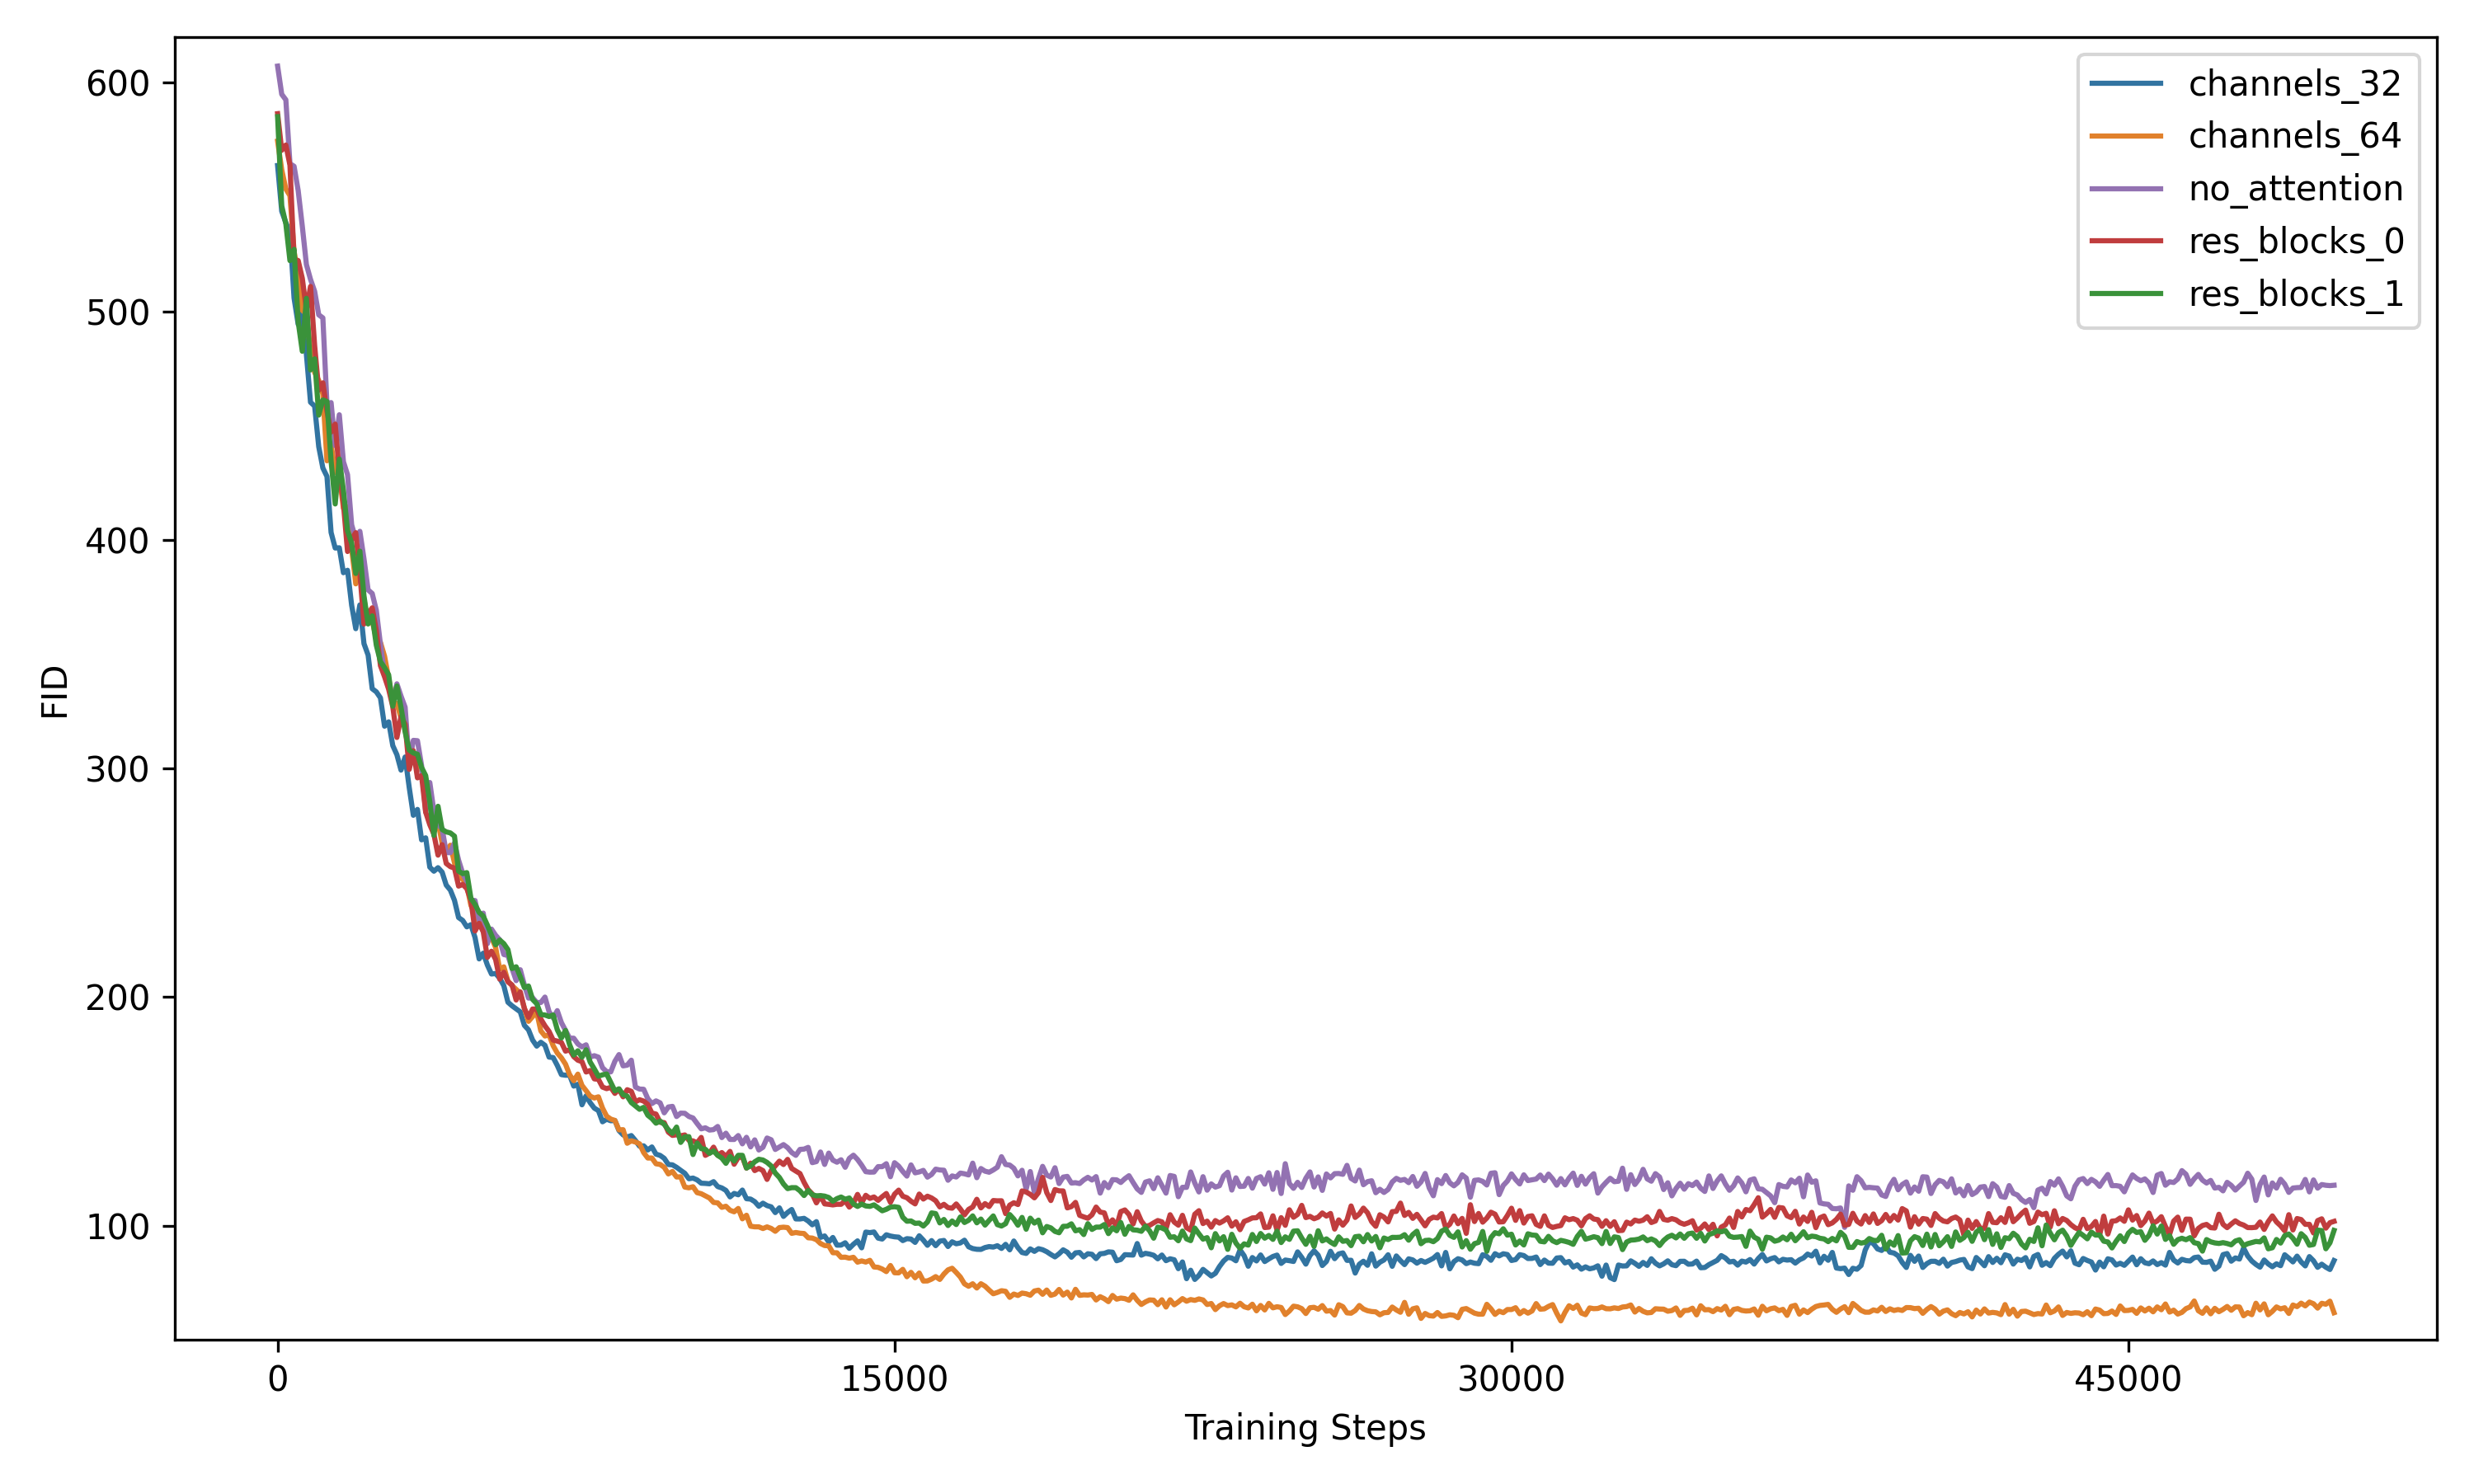 600
500
400
300
200
100
FID
0
15000
30000
45000
Training Steps
channels_32
channels_64
no_attention
res_blocks_0
res_blocks_1